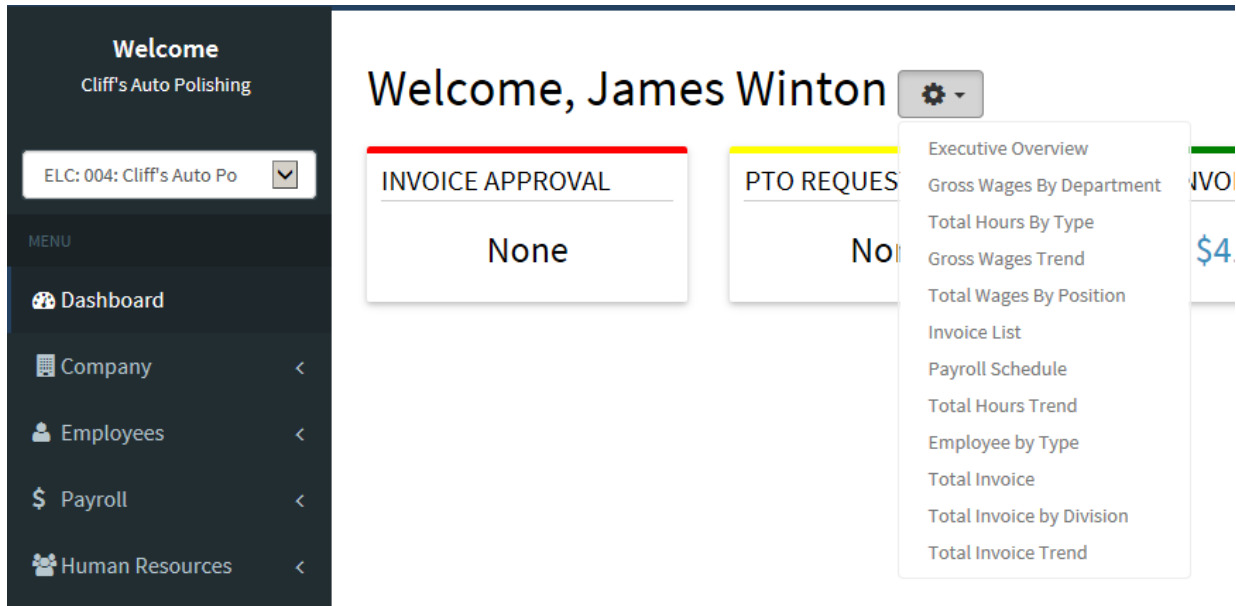 Welcome
Cliff's Auto Polishing
ELC: 004: Cliff's Auto Po
MENU
Dashboard
Company
Employees
$ Payroll
Human Resources
Welcome, James Winton
INVOICE APPROVAL
None
PTO REQUES
Executive Overview
Gross Wages By Department
Total Hours By Type
Gross Wages Trend
Total Wages By Position
Invoice List
Payroll Schedule
Total Hours Trend
Employee by Type
Total Invoice
Total Invoice by Division
Total Invoice Trend
$4